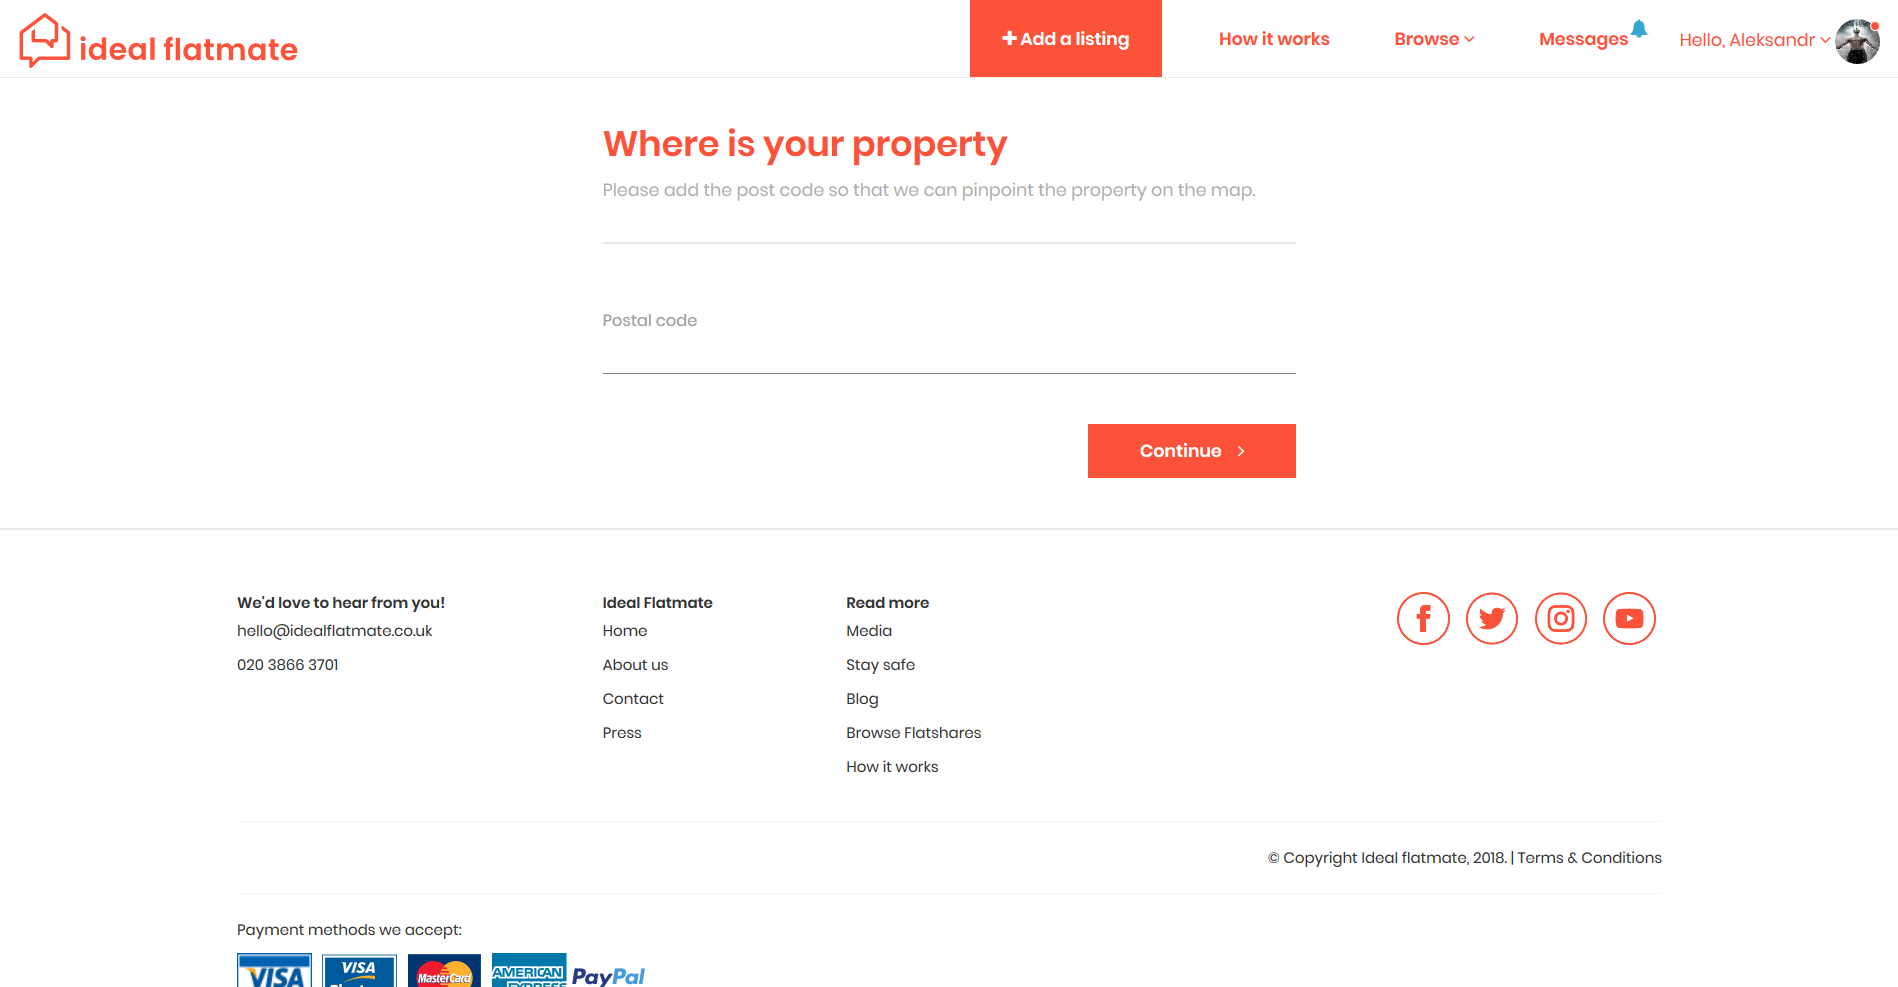 ideal flatmate
Add a listing
How it works
Browse
Messages
Hello, Aleksandr
Where is your property
Please add the post code so that we can pinpoint the property on the map.
Postal code
Continue
We'd love to hear from you!
hello@idealflatmate.co.uk
020 3866 3701
Ideal Flatmate
Home
About us
Contact
Press
Read more
Media
Stay safe
Blog
Browse Flatshares
How it works
© Copyright Ideal flatmate, 2018. | Terms & Conditions
Payment methods we accept:
VISA
VISA
MasterCard
AMERICAN
EXPRESS
PayPal